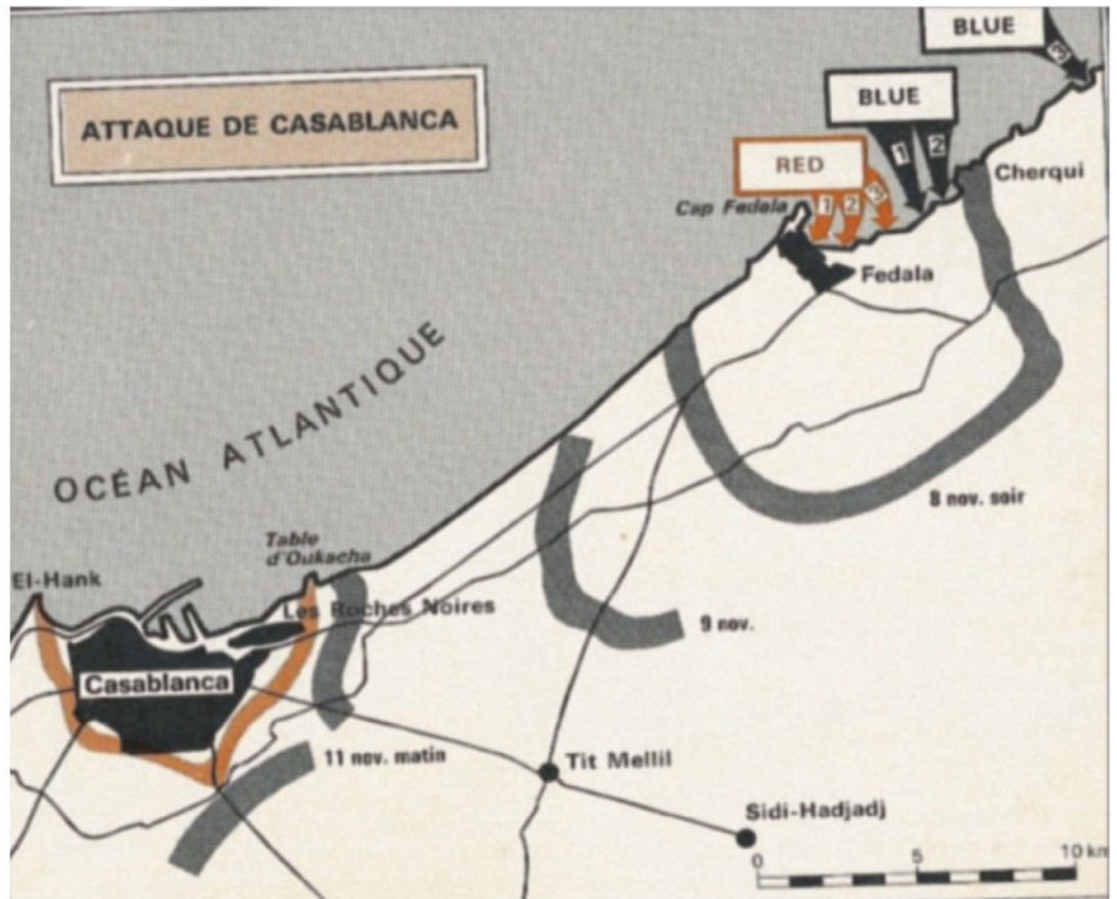 BLUE
BLUE
ATTAQUE DE CASABLANCA
RED
1
2
3
1
2
3
Cherqui
Cap Fedala
Fedala
OCÉAN ATLANTIQUE
8 nov. soir
Table
d'Oukacha
El-Hank
Les Roches Noires
9 nov.
Casablanca
11 nov. matin
Tit Mellil
Sidi-Hadjadj
0 5 10 km